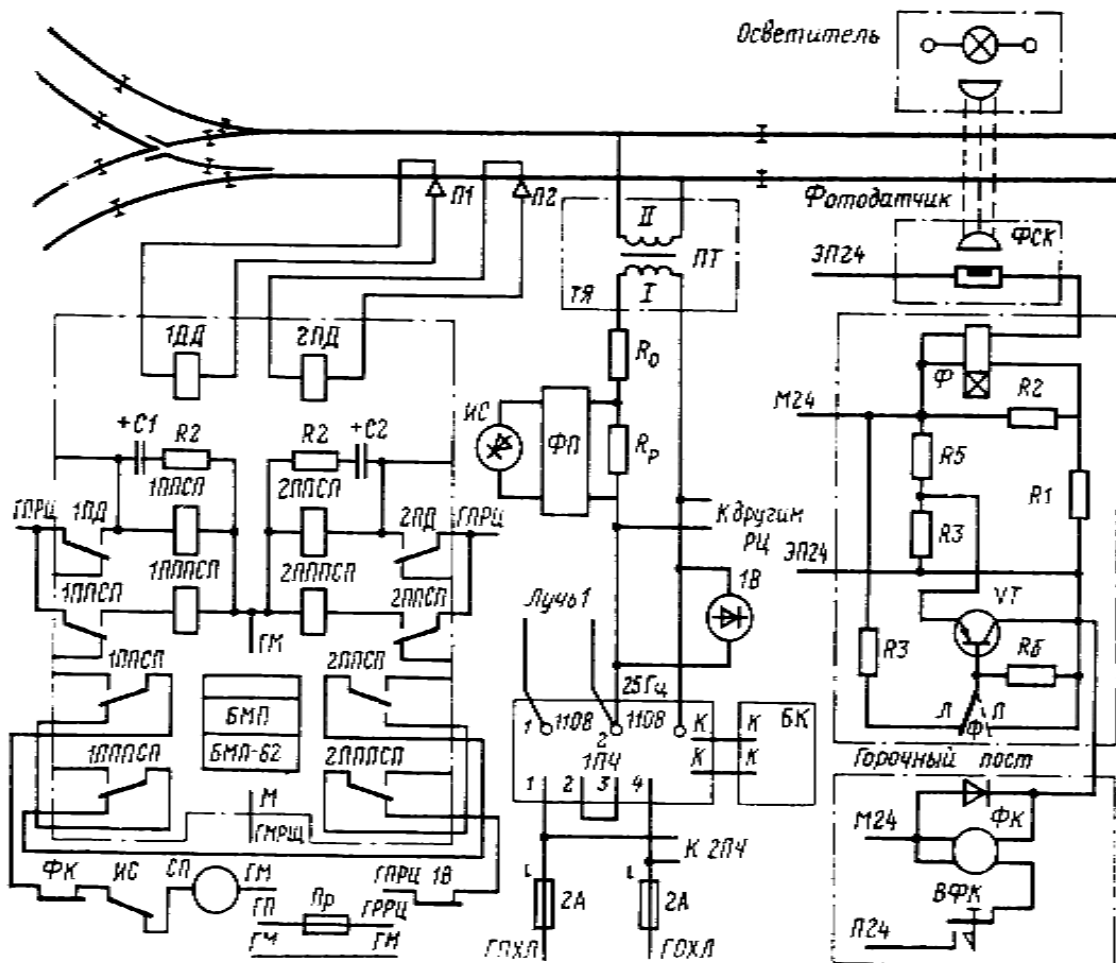 Осветитель
П1
П2
Фотодатчик
ФСК
II
ПТ
I
ТЯ
ЭП24
1ПД
2ПД
R0
Ф
R2
М24
ИС
ФП
Rр
+C1
R2
R2
+C2
R5
R1
1ППСП
2ППСП
ГПРЦ
1ПД
2ПД
ГПРЦ
К другим
РЦ
R3
ЭП24
1ПППСП
2ПППСП
1В
Лучь 1
VT
1ППСП
2ППСП
ГМ
R3
Rб
1ППСП
2ППСП
25Гц
БМП
БМП-62
1
110В
2
110В
К
К
БК
Л
Л
Ф
1ПППСП
2ПППСП
1ПЧ
К
К
Горочный пост
1
2
3
4
М
ГМРЩ
ФК
М24
К 2ПЧ
ФК
ИС
СП
ГМ
ГПРЦ
1В
ГП
Пр
ГРРЦ
2А
2А
ВФК
ГМ
ГМ
П24
ГПХЛ
ГОХЛ